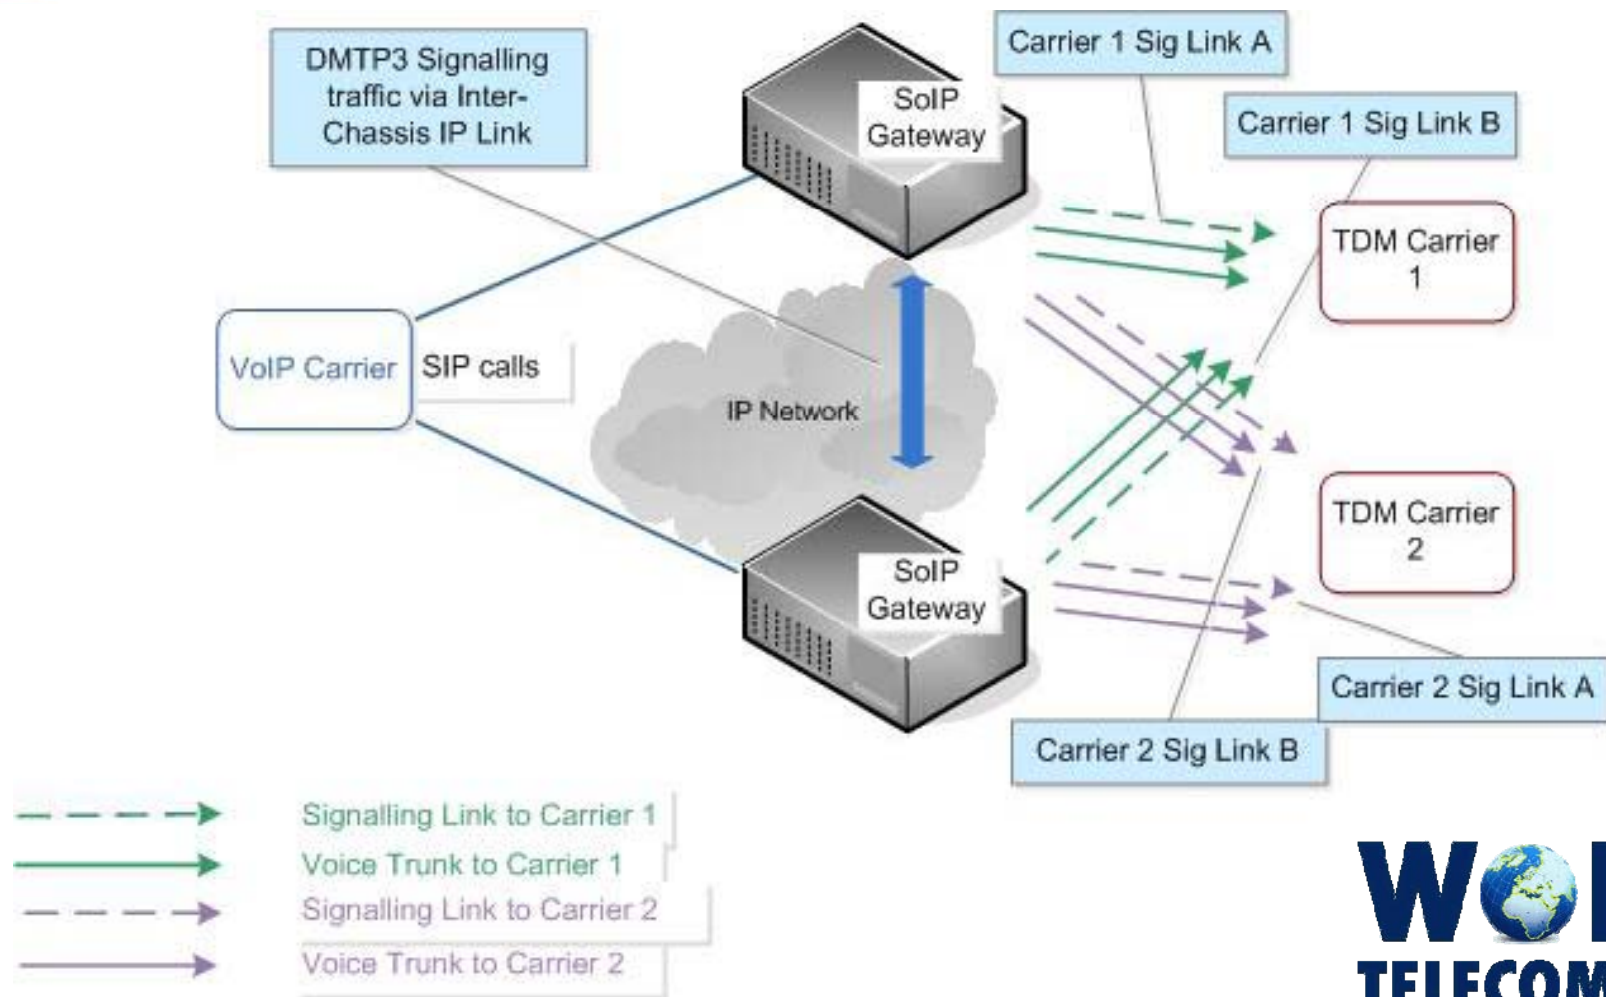 DMTP3 Signalling
traffic via Inter-
Chassis IP Link
Carrier 1 Sig Link A
SoIP
Gateway
Carrier 1 Sig Link B
TDM Carrier
1
VoIP Carrier
SIP calls
IP Network
TDM Carrier
2
SoIP
Gateway
Carrier 2 Sig Link A
Carrier 2 Sig Link B
Signalling Link to Carrier 1
Voice Trunk to Carrier 1
Signalling Link to Carrier 2
Voice Trunk to Carrier 2
TELECOM